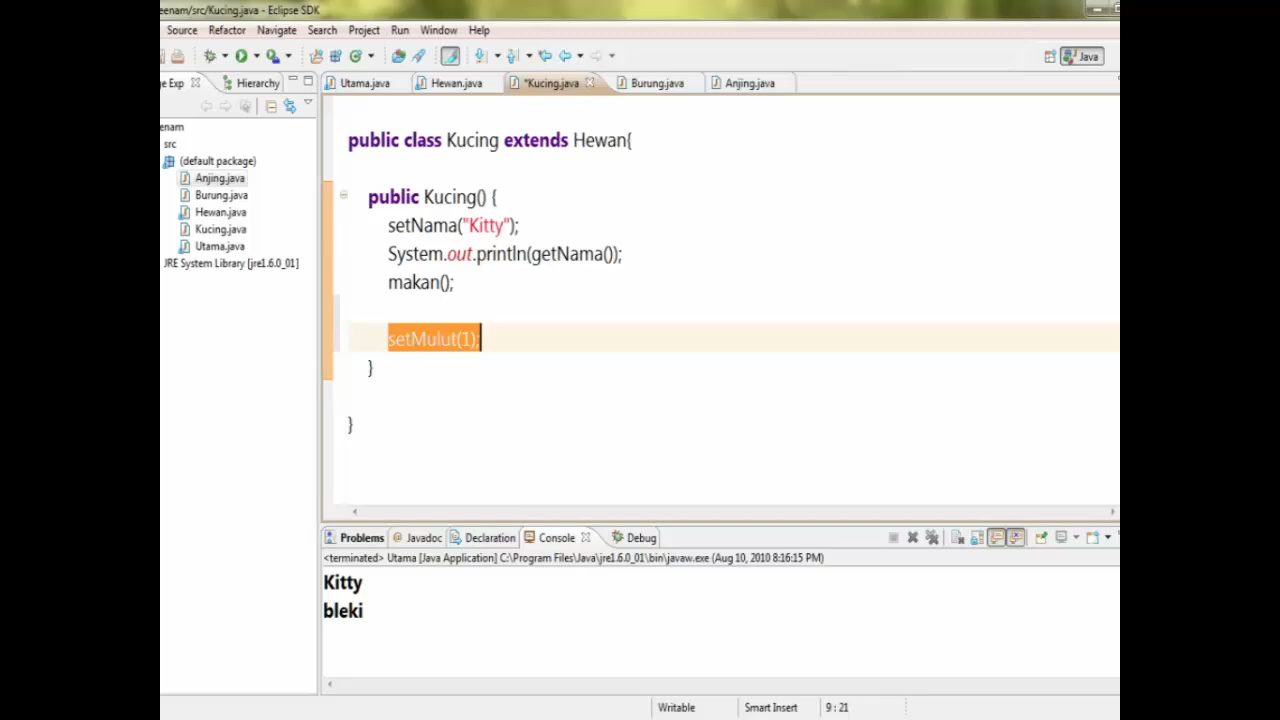 eenam/src/Kucing.java - Eclipse SDK
Source Refactor Navigate Search Project Run Window Help
Java
ge Exp Hierarchy Utama.java Hewan.java *Kucing.java Burung.java Anjing.java
enam
src
(default package)
Anjing.java
Burung.java
Hewan.java
Kucing.java
Utama.java
JRE System Library [jre1.6.0_01]
public class Kucing extends Hewan{
public Kucing() {
setNama("Kitty");
System.out.println(getNama());
makan();
setMulut(1);
}
}
Problems @ Javadoc Declaration Console Debug
<terminated> Utama [Java Application] C:\Program Files\Java\jre1.6.0_01\bin\javaw.exe (Aug 10, 2010 8:16:15 PM)
Kitty
bleki
Writable Smart Insert 9 : 21